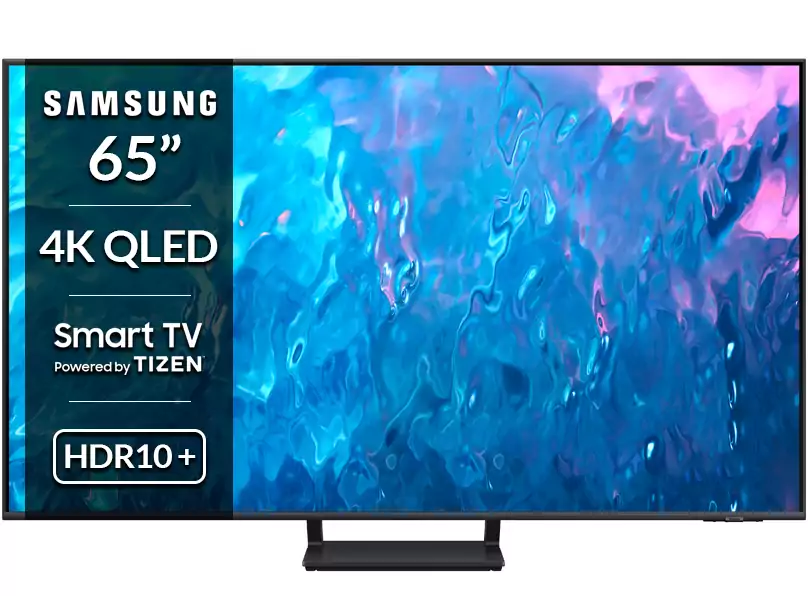 SAMSUNG
65”
4K QLED
Smart TV
Powered by TIZEN
HDR10+